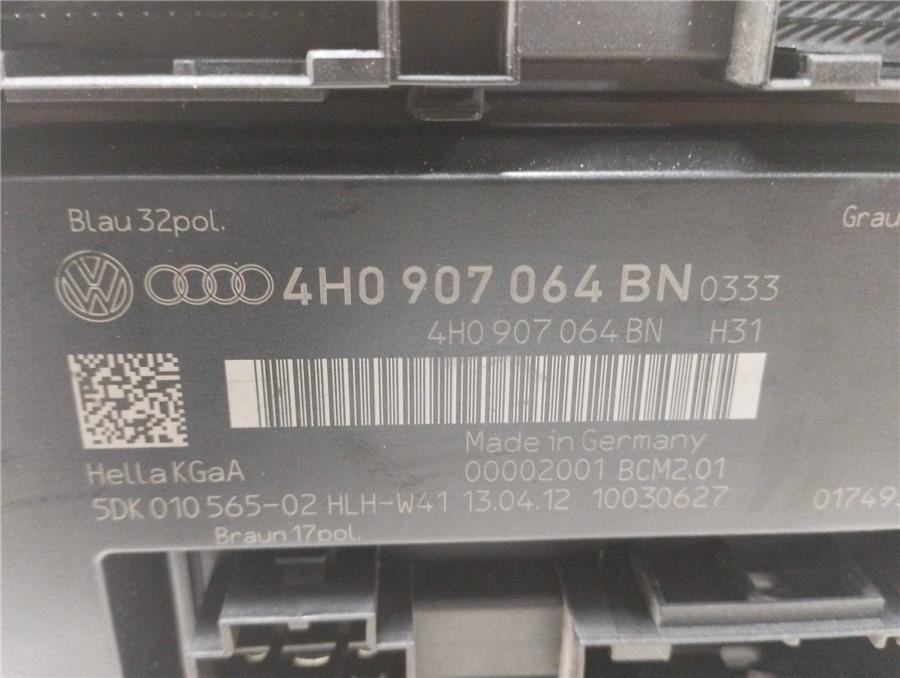 Blau 32pol.
Grau
4H0 907 064 BN 0333
4H0 907 064 BN H31
Made in Germany
Hella KGaA
00002001 BCM2.01
5DK 010 565-02 HLH-W41 13.04.12 10030627
01749
Braun 17pol.